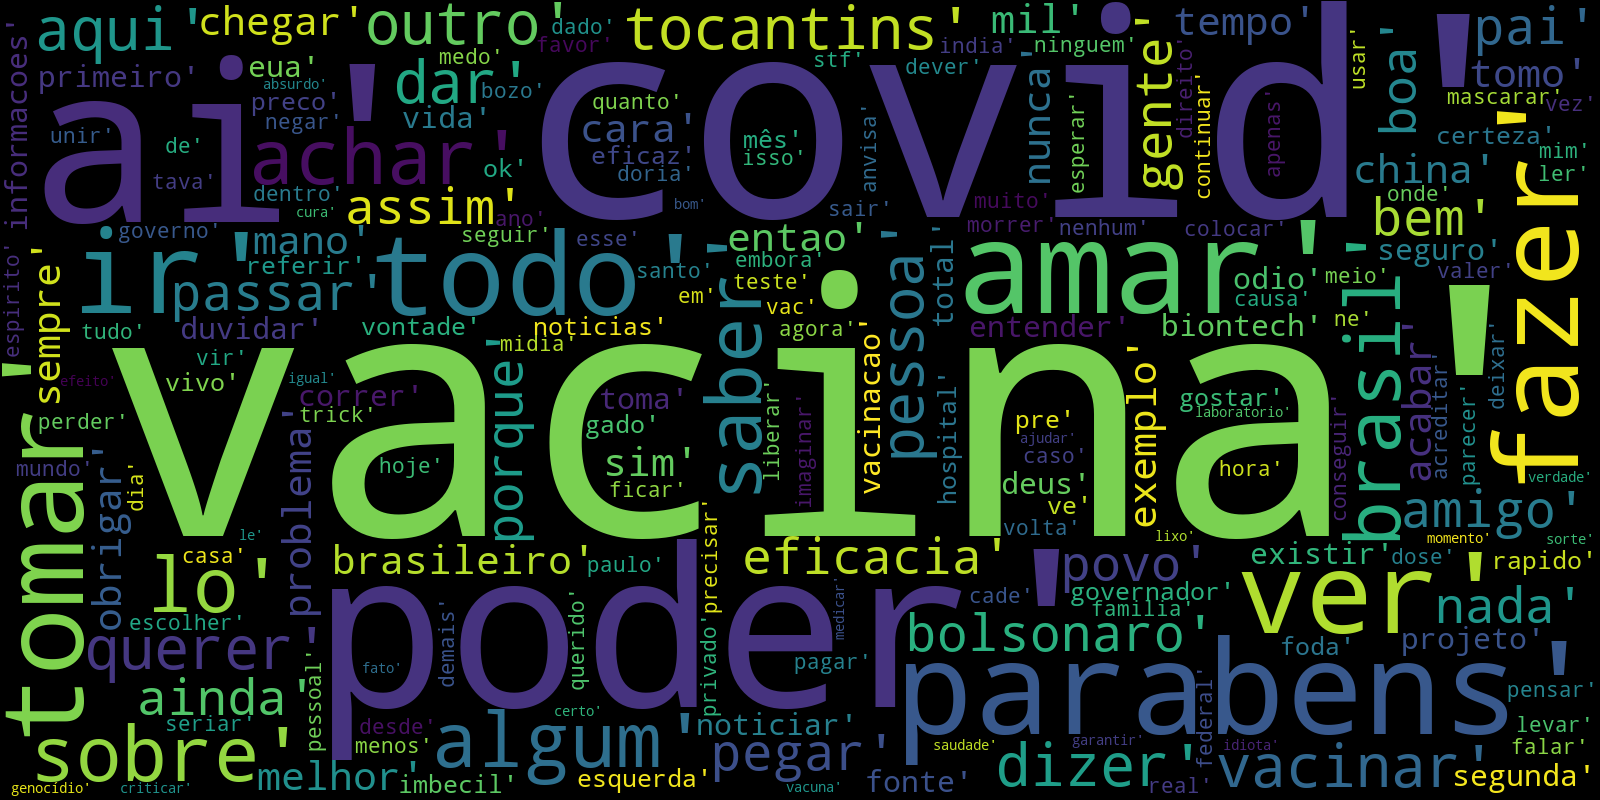 aqui'
chegar'
outro'
dado'
favor'
tocantins'
mil'
india'
ninguem'
tempo'
pai'
informacoes'
primeiro'
eua'
absurdo'
medo'
dar'
bozo'
stf'
dever'
gente'
direito'
usar'
boa'
tomo'
mascarar'
vez'
ai'
preco'
negar'
vida'
quanto'
cara'
covid'
nunca'
esperar'
continuar'
apenas'
certeza'
mim'
ler'
unir'
de'
tava'
achar'
ok'
eficaz'
doria'
mês'
isso'
anvisa'
china'
onde'
fazer'
dentro'
cura'
assim'
ano'
bom'
sair'
muito'
morrer'
nenhum'
colocar'
bem'
governo'
ir'
mano'
referir'
seguir'
todo'
esse'
santo'
entao'
embora'
pessoa'
total'
amar'
odio'
causa'
meio'
seguro'
valer'
espirito'
sempre'
passar'
em'
teste'
vac'
agora'
tudo'
duvidar'
vontade'
noticias'
midia'
saber'
vacinacao'
entender'
biontech'
ne'
brasil'
acabar'
deixar'
vir'
vivo'
efeito'
igual'
correr'
trick'
porque'
toma'
gado'
vacina'
liberar'
imaginar'
hospital'
pre'
ajudar'
caso'
exemplo'
gostar'
laboratorio'
conseguir'
acreditar'
parecer'
perder'
mundo'
tomar'
obrigar'
dia'
problema'
hoje'
sim'
ficar'
deus'
ve'
volta'
hora'
verdade'
amigo'
casa'
le'
lo'
escolher'
brasileiro'
paulo'
precisar'
eficacia'
povo'
lixo'
existir'
dose'
momento'
sorte'
rapido'
querer'
poder'
demais'
querido'
privado'
medicar'
cade'
governador'
familia'
ver'
nada'
ainda'
seriar'
pessoal'
fato'
pagar'
bolsonaro'
foda'
projeto'
parabens'
pensar'
sobre'
desde'
menos'
algum'
certo'
noticiar'
pegar'
saudade'
dizer'
garantir'
federal'
idiota'
levar'
falar'
genocidio'
criticar'
melhor'
imbecil'
esquerda'
vacuna'
fonte'
real'
vacinar'
segunda'